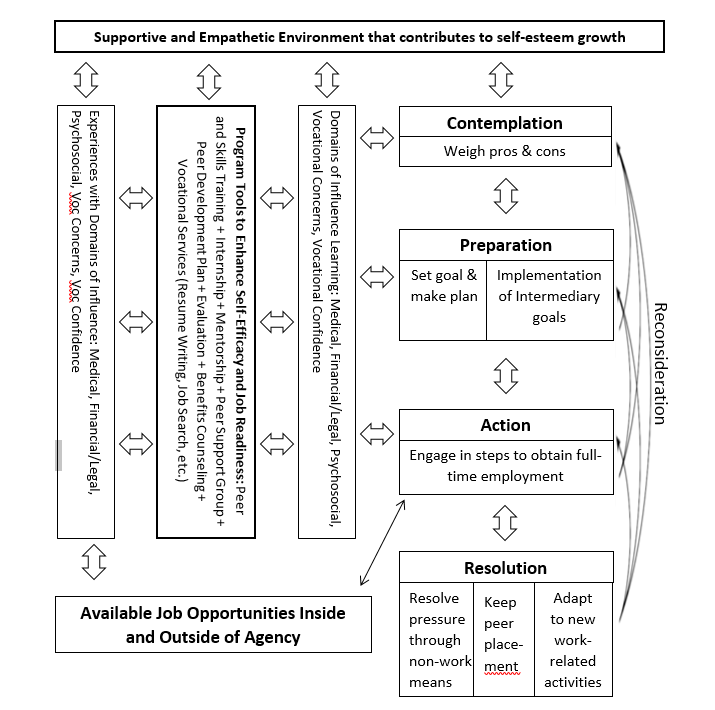 Supportive and Empathetic Environment that contributes to self-esteem growth
Experiences with Domains of Influence: Medical, Financial/Legal,
Psychosocial, Voc Concerns, Voc Confidence
Program Tools to Enhance Self-Efficacy and Job Readiness: Peer
and Skills Training + Internship + Mentorship + Peer Support Group +
Peer Development Plan + Evaluation + Benefits Counseling +
Vocational Services (Resume Writing, Job Search, etc.)
Domains of Influence Learning: Medical, Financial/Legal, Psychosocial,
Vocational Concerns, Vocational Confidence
Contemplation
Weigh pros & cons
Preparation
Set goal &
make plan
Implementation
of Intermediary
goals
Action
Engage in steps to obtain full-
time employment
Resolution
Resolve
pressure
through
non-work
means
Keep
peer
place-
ment
Adapt
to new
work-
related
activities
Reconsideration
Available Job Opportunities Inside
and Outside of Agency